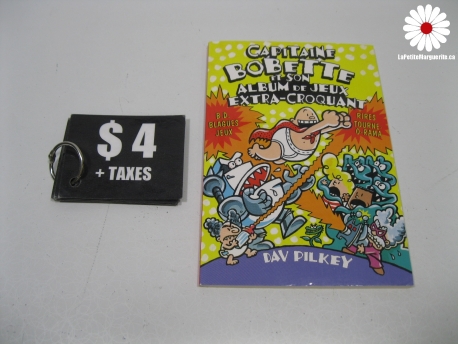 LaPetiteMarguerite.ca
$4
+ TAXES
CAPITAINE
BOBETTE
ET SON
ALBUM DE JEUX
EXTRA-CROQUANT
B.D.
BLAGUES
JEUX
RIRES
TOURNE
O-RAMA
DAV PILKEY